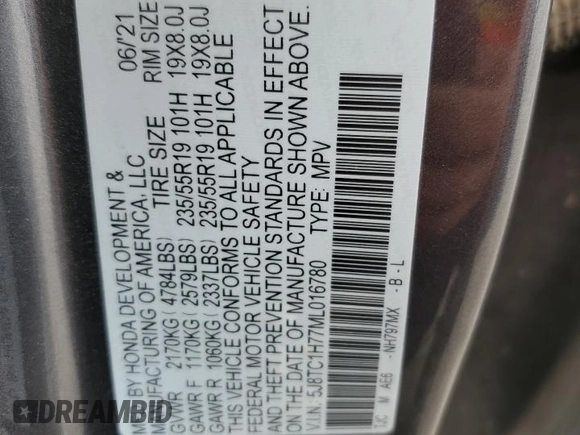 MFD BY HONDA DEVELOPMENT & 06/'21
MANUFACTURING OF AMERICA, LLC
GVWR 2170KG ( 4784LBS) TIRE SIZE RIM SIZE
GAWR F 1170KG ( 2579LBS) 235/55R19 101H 19X8.0J
GAWR R 1060KG ( 2337LBS) 235/55R19 101H 19X8.0J
THIS VEHICLE CONFORMS TO ALL APPLICABLE
FEDERAL MOTOR VEHICLE SAFETY
AND THEFT PREVENTION STANDARDS IN EFFECT
ON THE DATE OF MANUFACTURE SHOWN ABOVE.
V.I.N. 5J8TC1H77ML016780 TYPE: MPV
TJC M AE6 NH797MX - B - L
DREAMBID